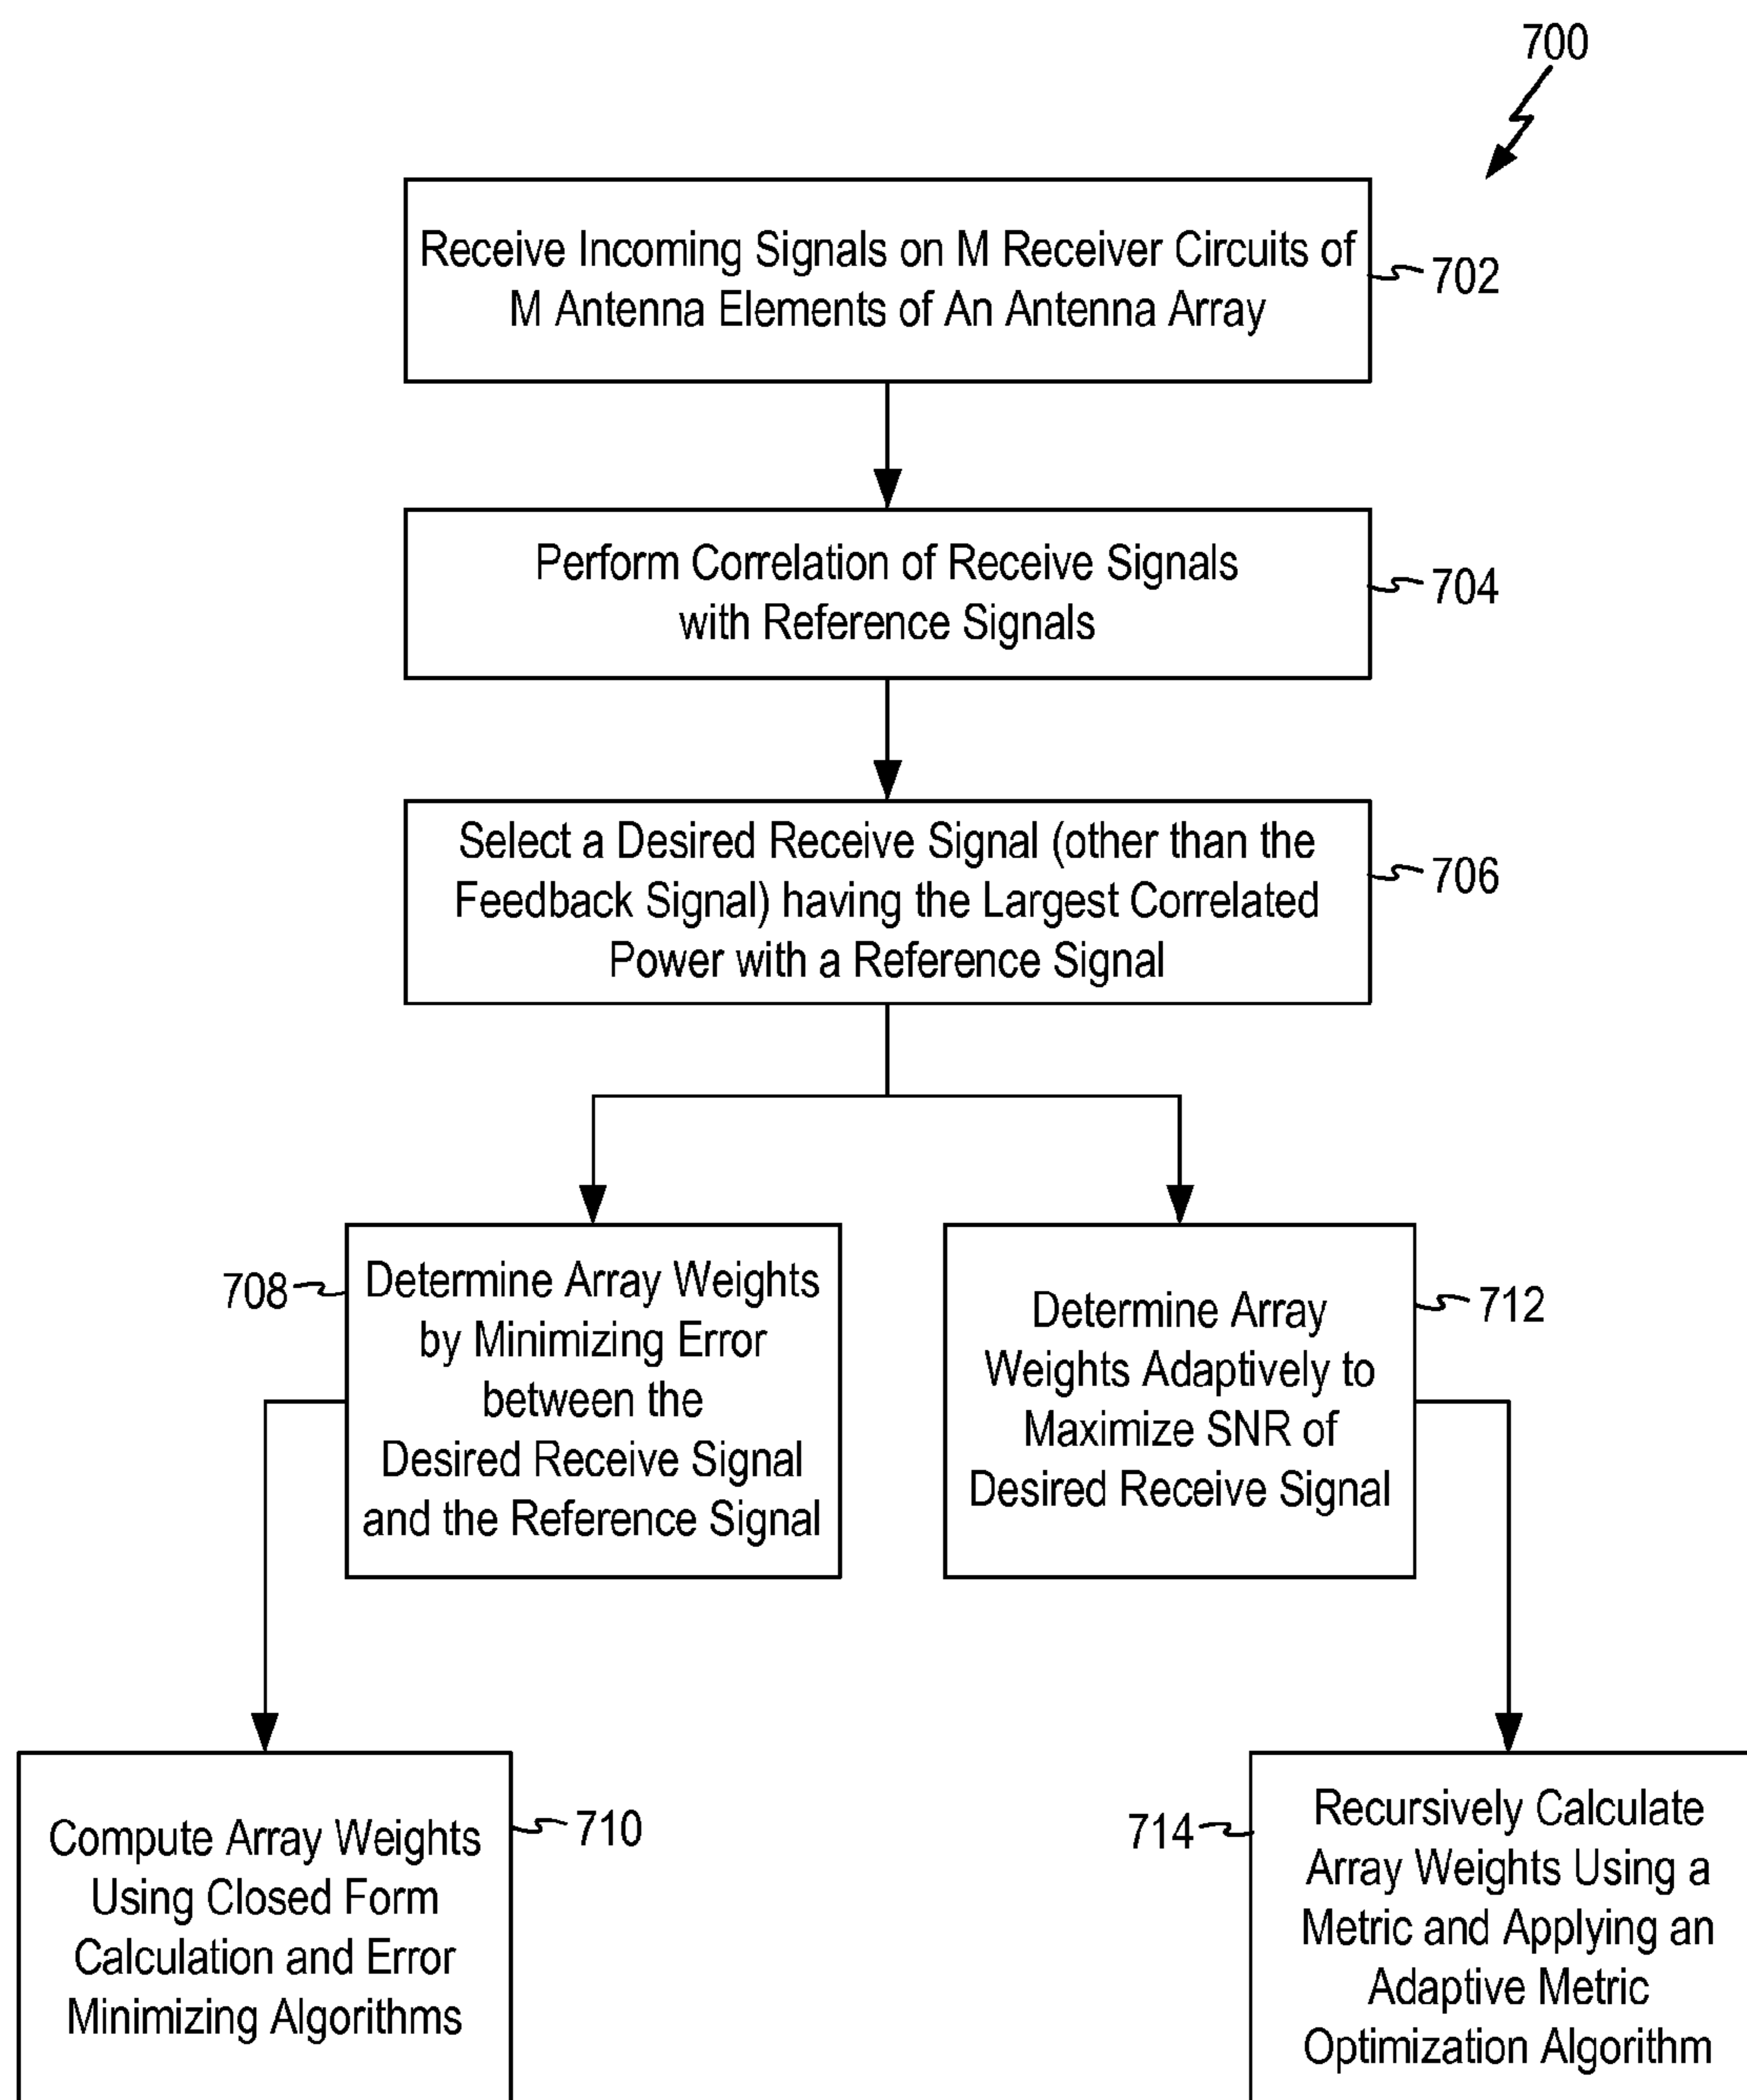 700
Receive Incoming Signals on M Receiver Circuits of
M Antenna Elements of An Antenna Array
702
Perform Correlation of Receive Signals
with Reference Signals
704
Select a Desired Receive Signal (other than the
Feedback Signal) having the Largest Correlated
Power with a Reference Signal
706
708
Determine Array Weights
by Minimizing Error
between the
Desired Receive Signal
and the Reference Signal
Determine Array
Weights Adaptively to
Maximize SNR of
Desired Receive Signal
712
Compute Array Weights
Using Closed Form
Calculation and Error
Minimizing Algorithms
710
714
Recursively Calculate
Array Weights Using a
Metric and Applying an
Adaptive Metric
Optimization Algorithm